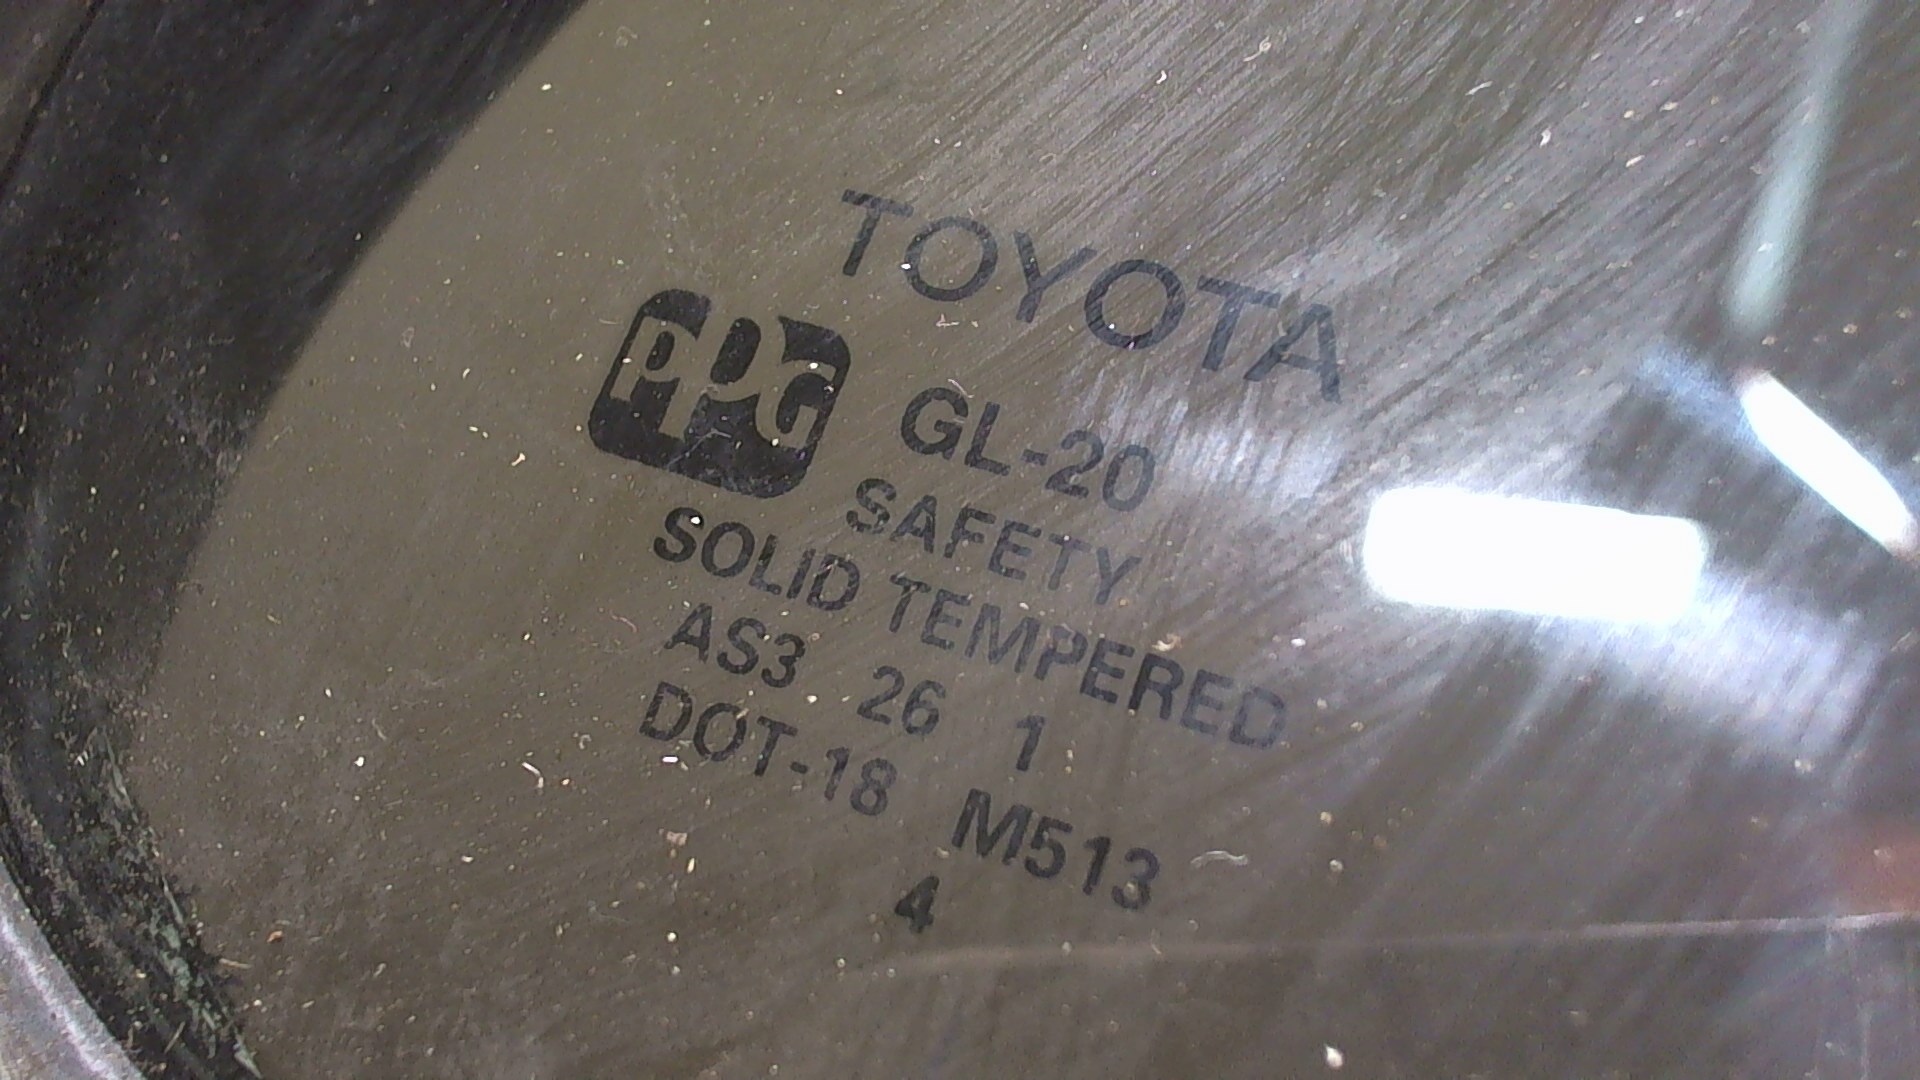 TOYOTA
PPG
GL-20
SAFETY
SOLID TEMPERED
AS3 26 1
DOT-18 M513
4